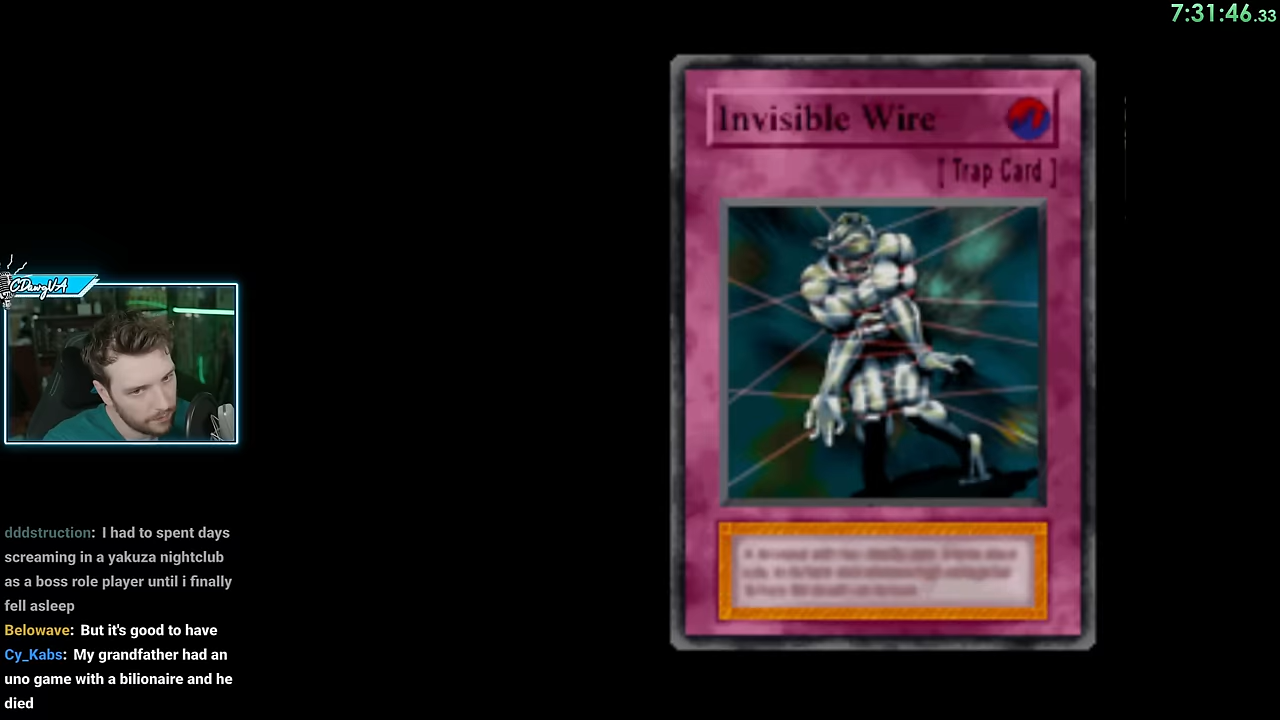 7:31:46.33
Invisible Wire
[ Trap Card ]
CDawgVA
dddstruction: I had to spent days
screaming in a yakuza nightclub
as a boss role player until i finally
fell asleep
Belowave: But it's good to have
Cy_Kabs: My grandfather had an
uno game with a bilionaire and he
died